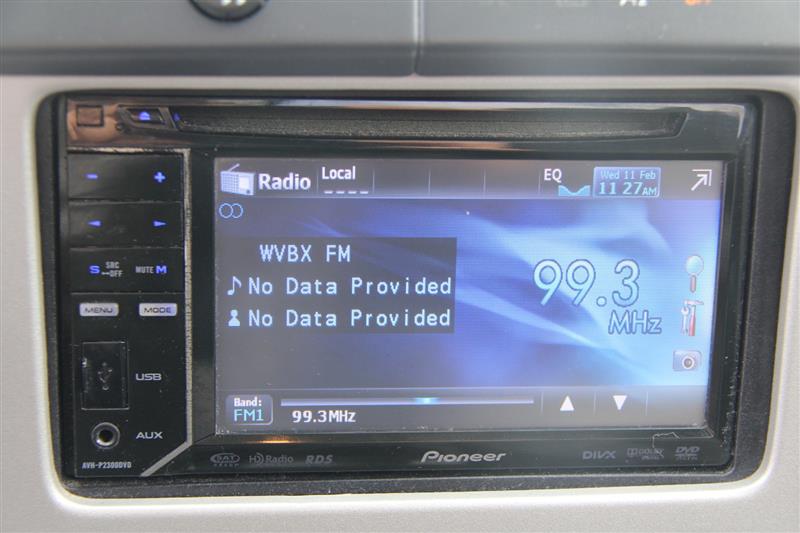 Radio
Local
EQ
Wed 11 Feb
11:27AM
WVBX FM
No Data Provided
No Data Provided
99.3
MHz
Band:
FM1
99.3MHz
- +
S SRC OFF MUTE M
MENU MODE
USB
AUX
AVH-P2300DVD
SAT
HD Radio
RDS
Pioneer
DIVX
DOLBY
DVD